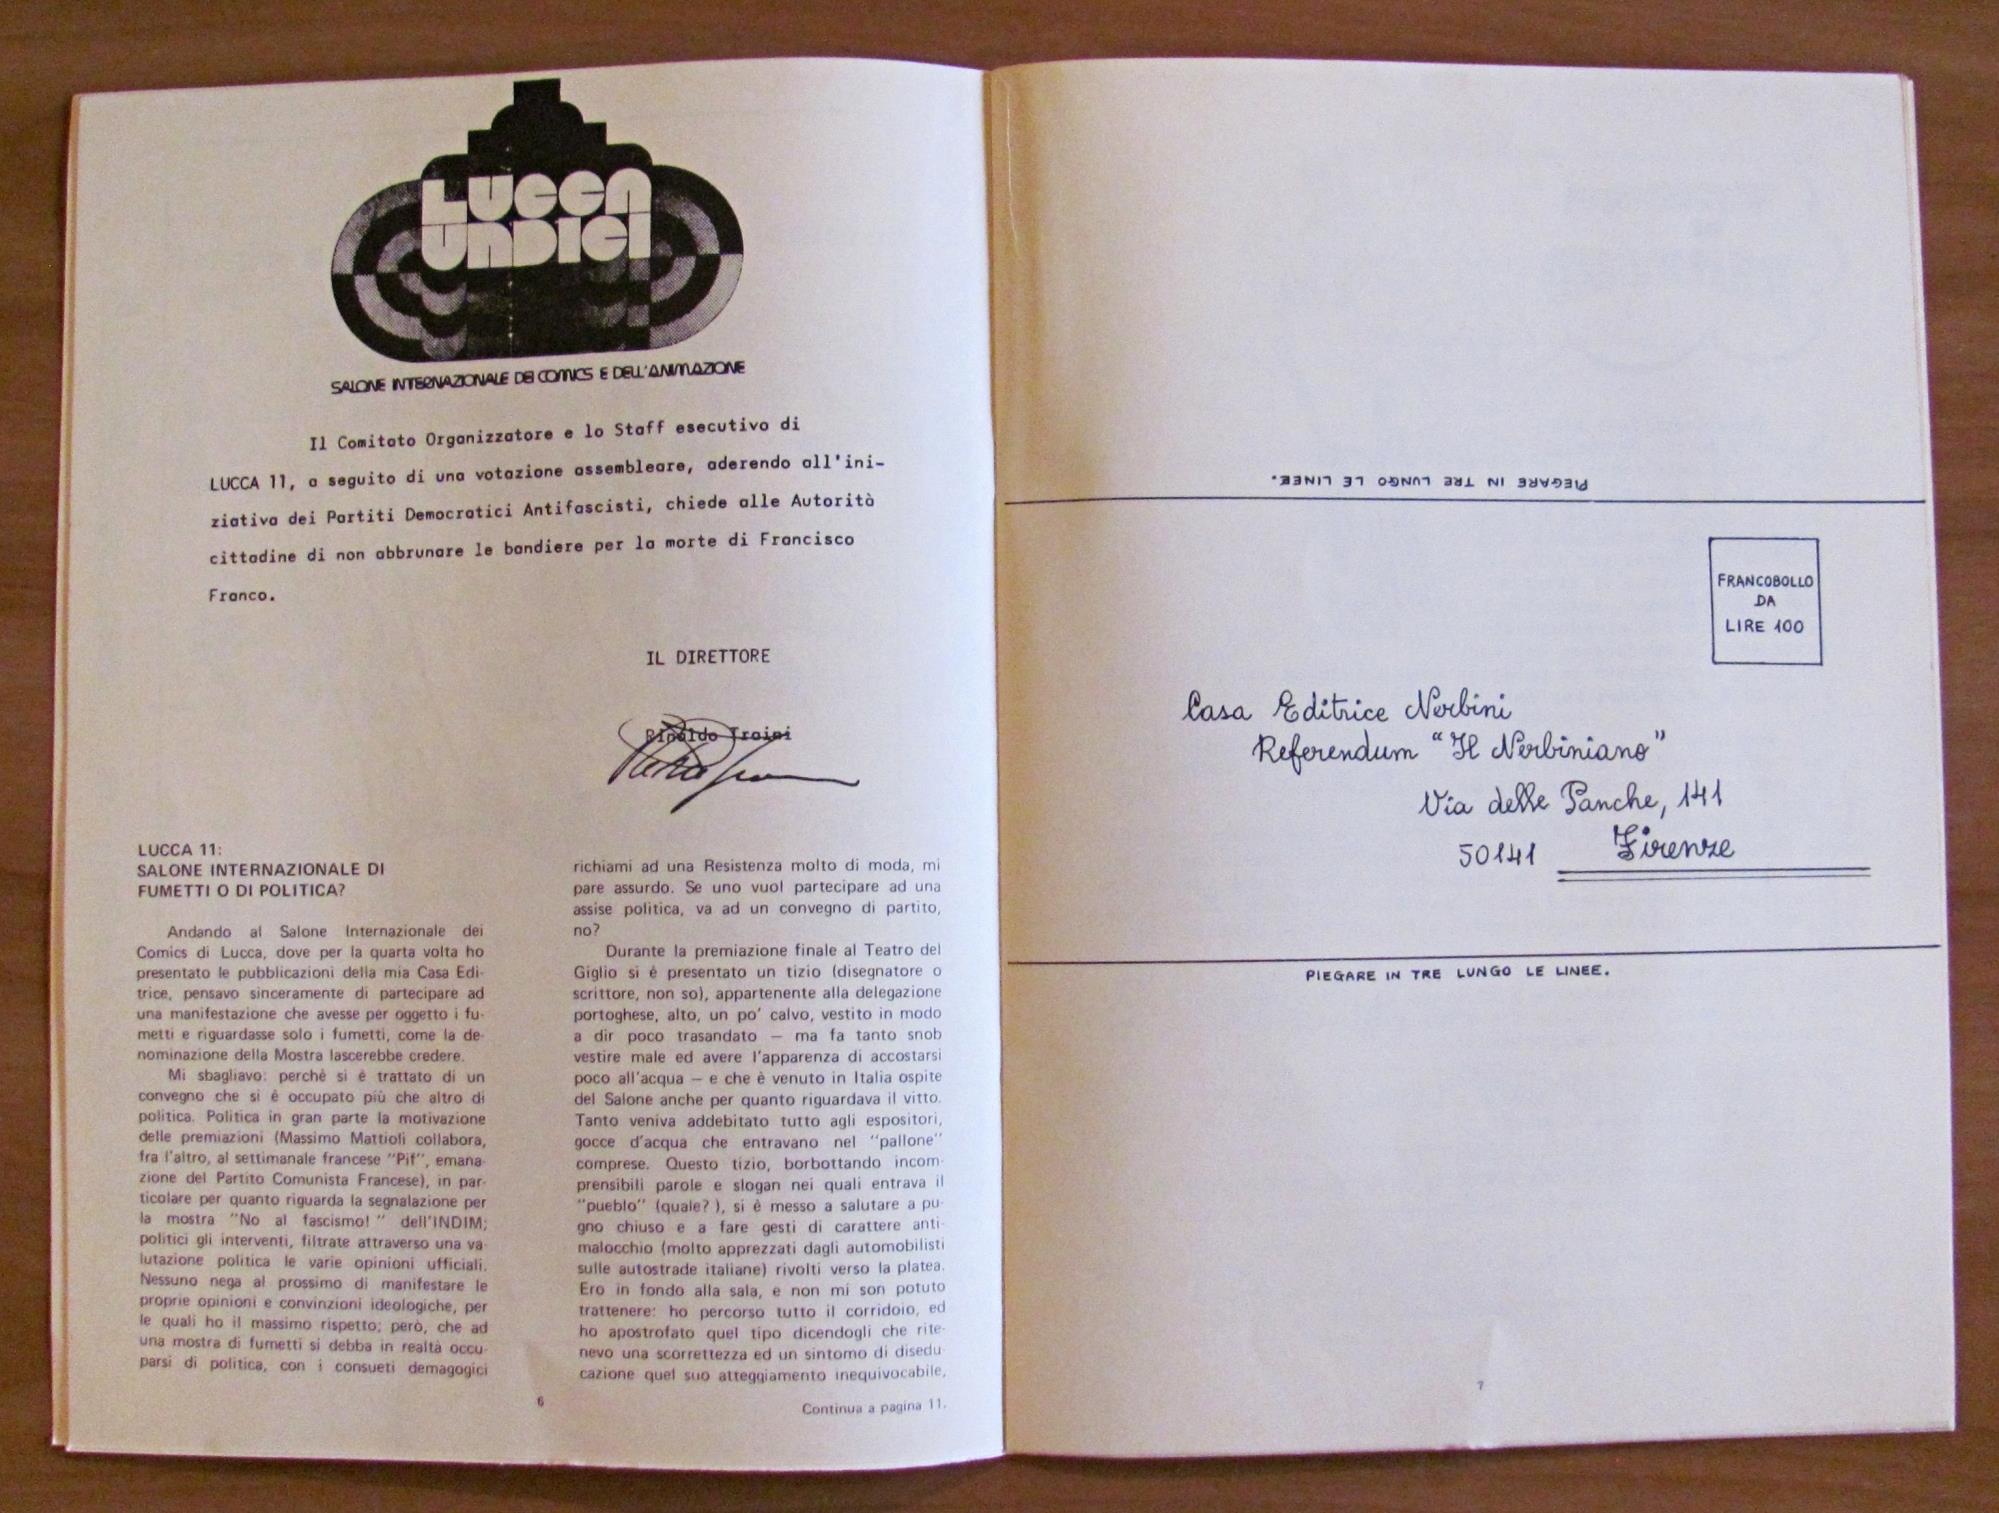 LUCCA
UNDICI
SALONE INTERNAZIONALE DEI COMICS E DELL'ANIMAZIONE
Il Comitato Organizzatore e lo Staff esecutivo di
LUCCA 11, a seguito di una votazione assembleare, aderendo all'ini-
ziativa dei Partiti Democratici Antifascisti, chiede alle Autorità
cittadine di non abbrunare le bandiere per la morte di Francisco
Franco.
IL DIRETTORE
Rinaldo Traini
LUCCA 11:
SALONE INTERNAZIONALE DI
FUMETTI O DI POLITICA?
Andando al Salone Internazionale dei
Comics di Lucca, dove per la quarta volta ho
presentato le pubblicazioni della mia Casa Edi-
trice, pensavo sinceramente di partecipare ad
una manifestazione che avesse per oggetto i fu-
metti e riguardasse solo i fumetti, come la de-
nominazione della Mostra lascerebbe credere.
Mi sbagliavo: perchè si è trattato di un
convegno che si è occupato più che altro di
politica. Politica in gran parte la motivazione
delle premiazioni (Massimo Mattioli collabora,
fra l'altro, al settimanale francese "Pif", emana-
zione del Partito Comunista Francese), in par-
ticolare per quanto riguarda la segnalazione per
la mostra "No al fascismo! " dell'INDIM;
politici gli interventi, filtrate attraverso una va-
lutazione politica le varie opinioni ufficiali.
Nessuno nega al prossimo di manifestare le
proprie opinioni e convinzioni ideologiche, per
le quali ho il massimo rispetto; però, che ad
una mostra di fumetti si debba in realtà occu-
parsi di politica, con i consueti demagogici
richiami ad una Resistenza molto di moda, mi
pare assurdo. Se uno vuol partecipare ad una
assise politica, va ad un convegno di partito,
no?
Durante la premiazione finale al Teatro del
Giglio si è presentato un tizio (disegnatore o
scrittore, non so), appartenente alla delegazione
portoghese, alto, un po' calvo, vestito in modo
a dir poco trasandato — ma fa tanto snob
vestire male ed avere l'apparenza di accostarsi
poco all'acqua — e che è venuto in Italia ospite
del Salone anche per quanto riguardava il vitto.
Tanto veniva addebitato tutto agli espositori,
gocce d'acqua che entravano nel "pallone"
comprese. Questo tizio, borbottando incom-
prensibili parole e slogan nei quali entrava il
"pueblo" (quale? ), si è messo a salutare a pu-
gno chiuso e a fare gesti di carattere anti-
malocchio (molto apprezzati dagli automobilisti
sulle autostrade italiane) rivolti verso la platea.
Ero in fondo alla sala, e non mi son potuto
trattenere: ho percorso tutto il corridoio, ed
ho apostrofato quel tipo dicendogli che rite-
nevo una scorrettezza ed un sintomo di disedu-
cazione quel suo atteggiamento inequivocabile,
6
Continua a pagina 11.
PIEGARE IN TRE LUNGO LE LINEE.
FRANCOBOLLO
DA
LIRE 100
Casa Editrice Nerbini
Referendum "Il Nerbiniano"
Via delle Panche, 141
50141 Firenze
PIEGARE IN TRE LUNGO LE LINEE.
7